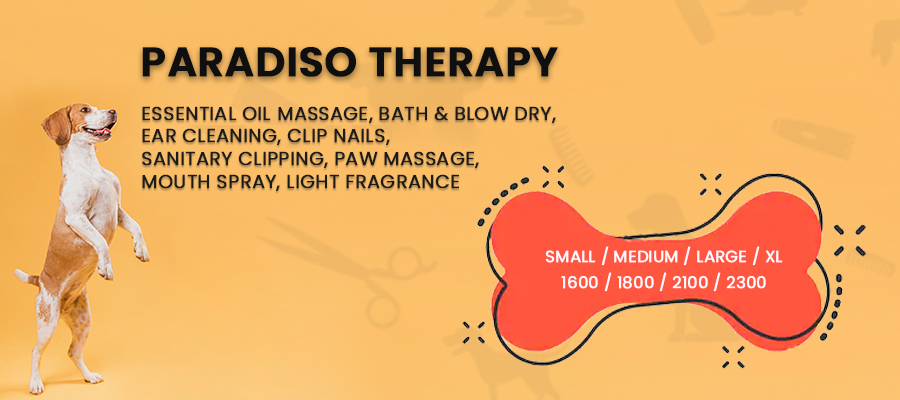 PARADISO THERAPY
ESSENTIAL OIL MASSAGE, BATH & BLOW DRY,
EAR CLEANING, CLIP NAILS,
SANITARY CLIPPING, PAW MASSAGE,
MOUTH SPRAY, LIGHT FRAGRANCE
SMALL / MEDIUM / LARGE / XL
1600 / 1800 / 2100 / 2300